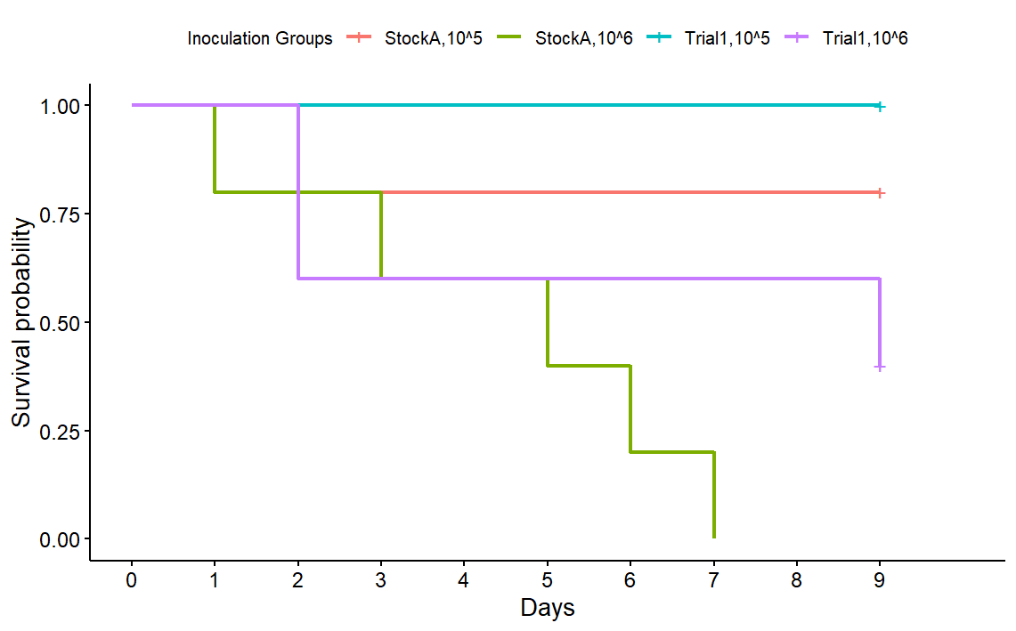 Inoculation Groups StockA,10^5 StockA,10^6 Trial1,10^5 Trial1,10^6
Survival probability
1.00
0.75
0.50
0.25
0.00
0 1 2 3 4 5 6 7 8 9
Days